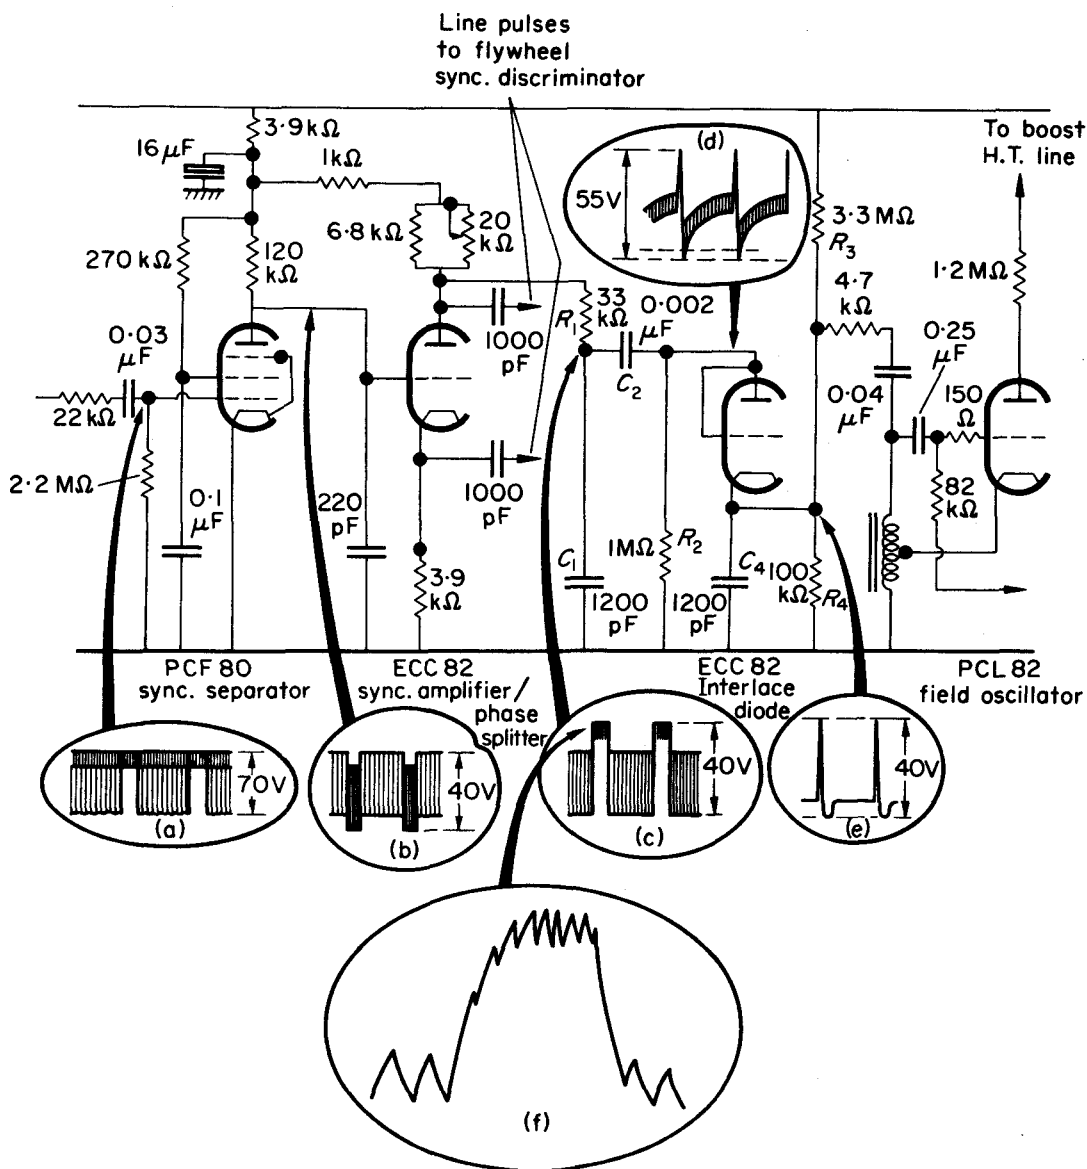 Line pulses
to flywheel
sync. discriminator
3·9 kΩ
16 μF
1kΩ
(d)
To boost
H.T. line
55V
6·8 kΩ
20
kΩ
3·3 MΩ
R3
270 kΩ
120
kΩ
1·2 MΩ
4·7
kΩ
0·03
μF
33
kΩ
R1
0·002
μF
0·25
μF
1000
pF
C2
0·04
μF
150
Ω
22 kΩ
2·2 MΩ
1000
pF
82
kΩ
0·1
μF
220
pF
1MΩ
R2
C1
C4
100
kΩ
R4
3·9
kΩ
1200
pF
1200
pF
PCF 80
sync. separator
ECC 82
sync. amplifier/
phase
splitter
ECC 82
Interlace
diode
PCL 82
field oscillator
70V
(a)
40V
(b)
40V
(c)
40V
(e)
(f)